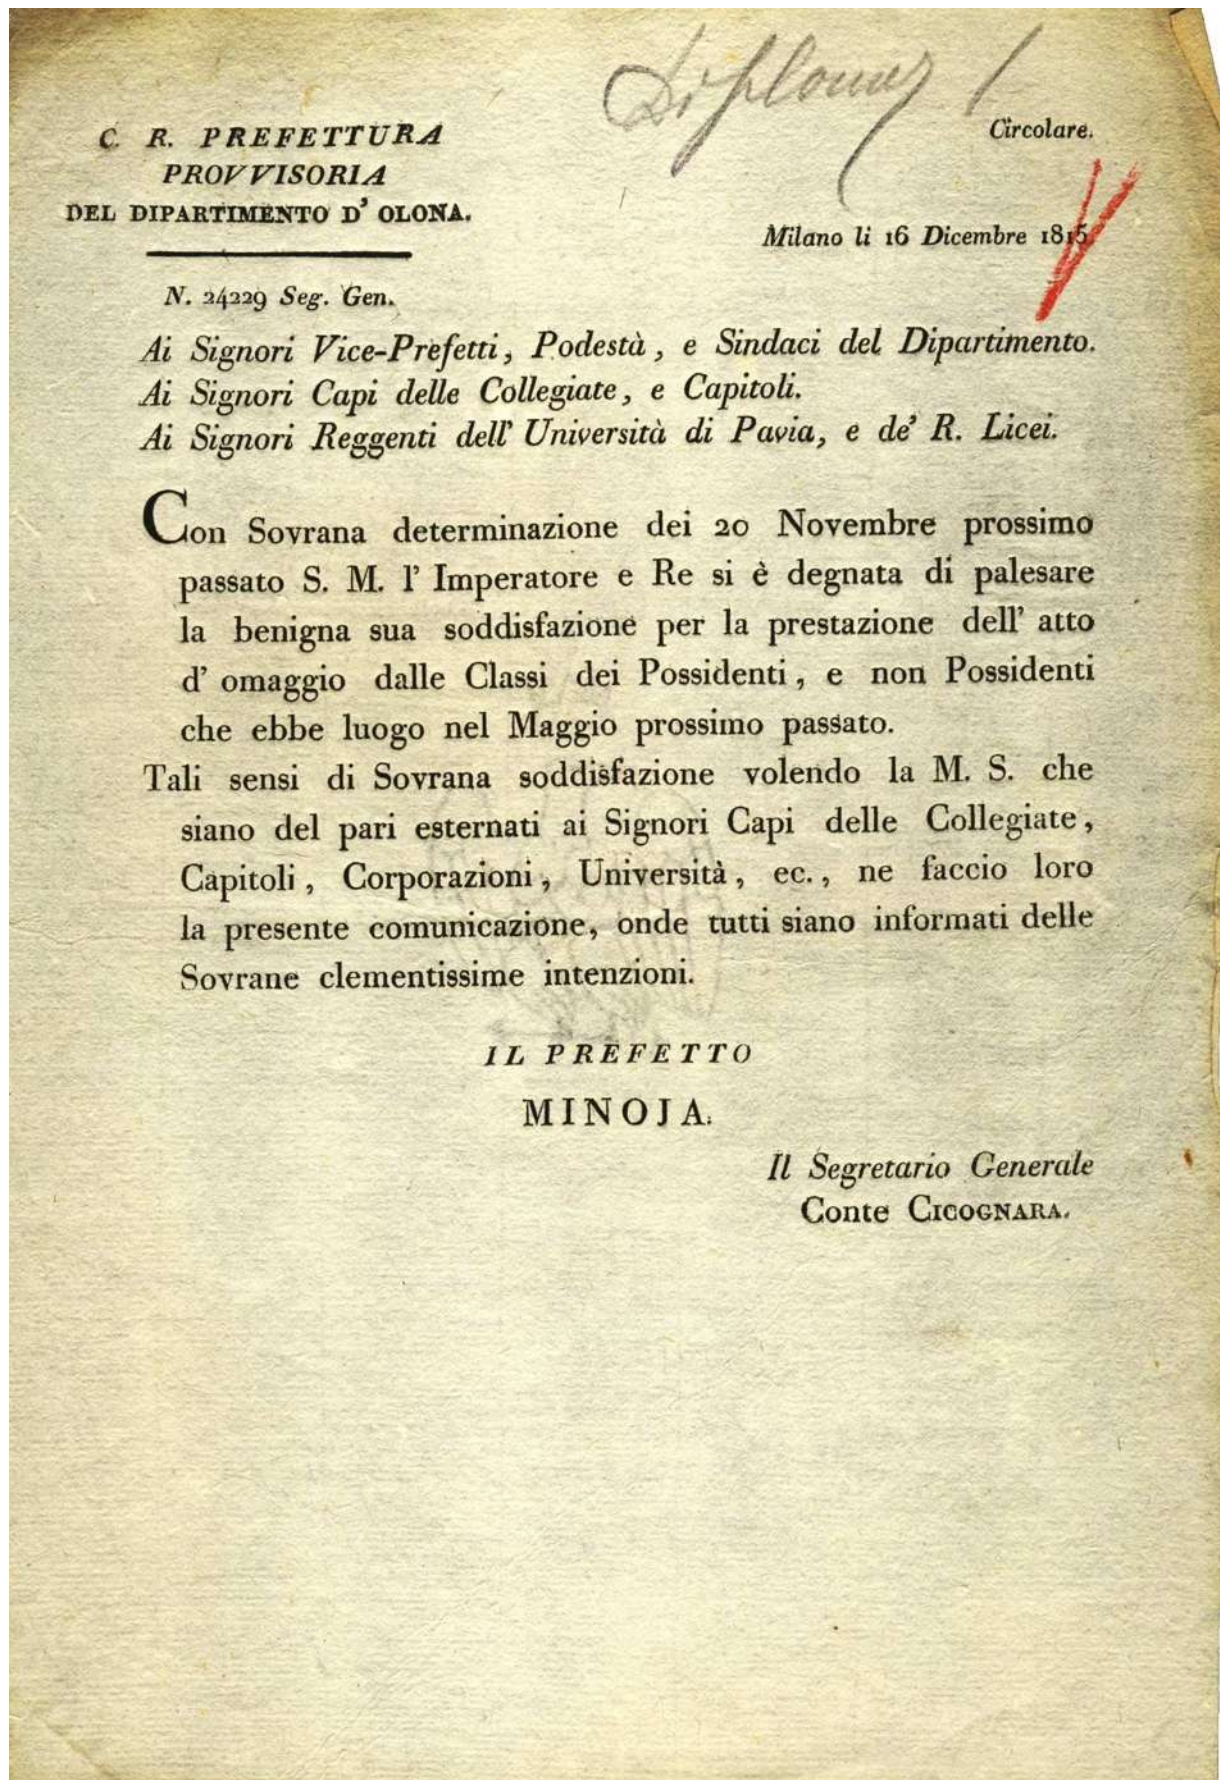 C. R. PREFETTURA
PROVVISORIA
DEL DIPARTIMENTO D' OLONA.
Circolare.
Milano li 16 Dicembre 1815.
N. 24229 Seg. Gen.
Ai Signori Vice-Prefetti, Podestà, e Sindaci del Dipartimento.
Ai Signori Capi delle Collegiate, e Capitoli.
Ai Signori Reggenti dell' Università di Pavia, e de' R. Licei.
Con Sovrana determinazione dei 20 Novembre prossimo
passato S. M. l' Imperatore e Re si è degnata di palesare
la benigna sua soddisfazione per la prestazione dell' atto
d' omaggio dalle Classi dei Possidenti, e non Possidenti
che ebbe luogo nel Maggio prossimo passato.
Tali sensi di Sovrana soddisfazione volendo la M. S. che
siano del pari esternati ai Signori Capi delle Collegiate,
Capitoli, Corporazioni, Università, ec., ne faccio loro
la presente comunicazione, onde tutti siano informati delle
Sovrane clementissime intenzioni.
IL PREFETTO
MINOJA.
Il Segretario Generale
Conte CICOGNARA.